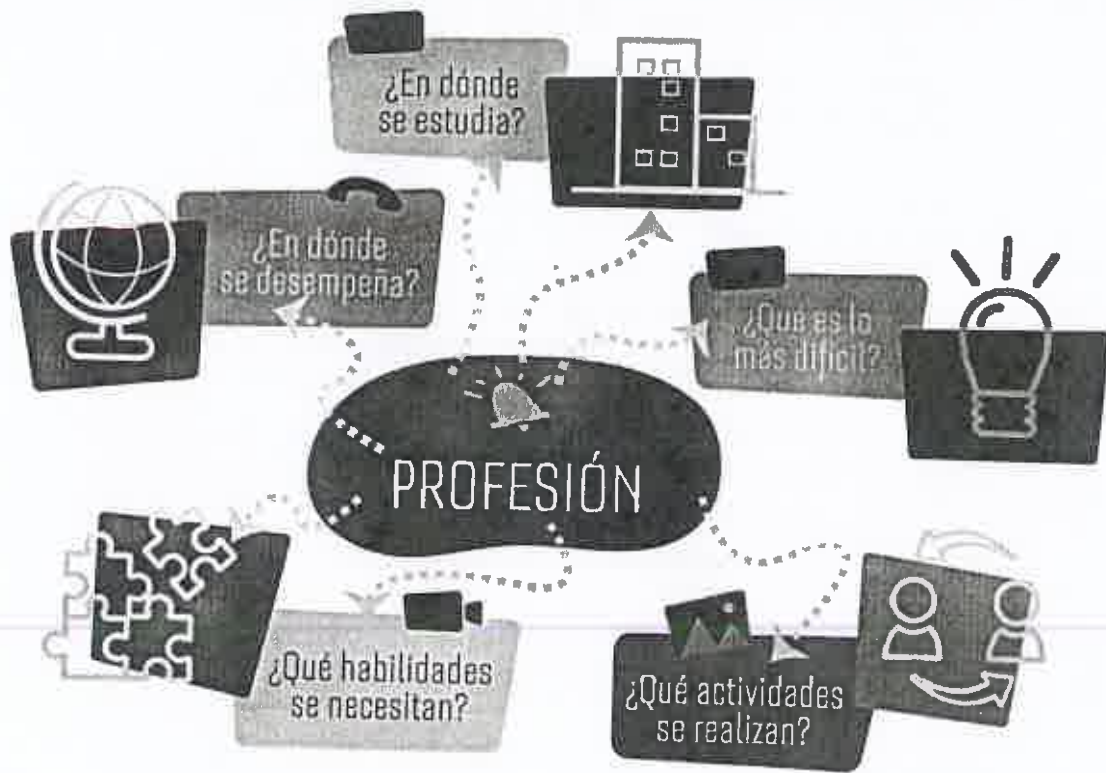 ¿En dónde
se estudia?
¿En dónde
se desempeña?
¿Que es lo
más difícil?
PROFESIÓN
¿Qué habilidades
se necesitan?
¿Qué actividades
se realizan?